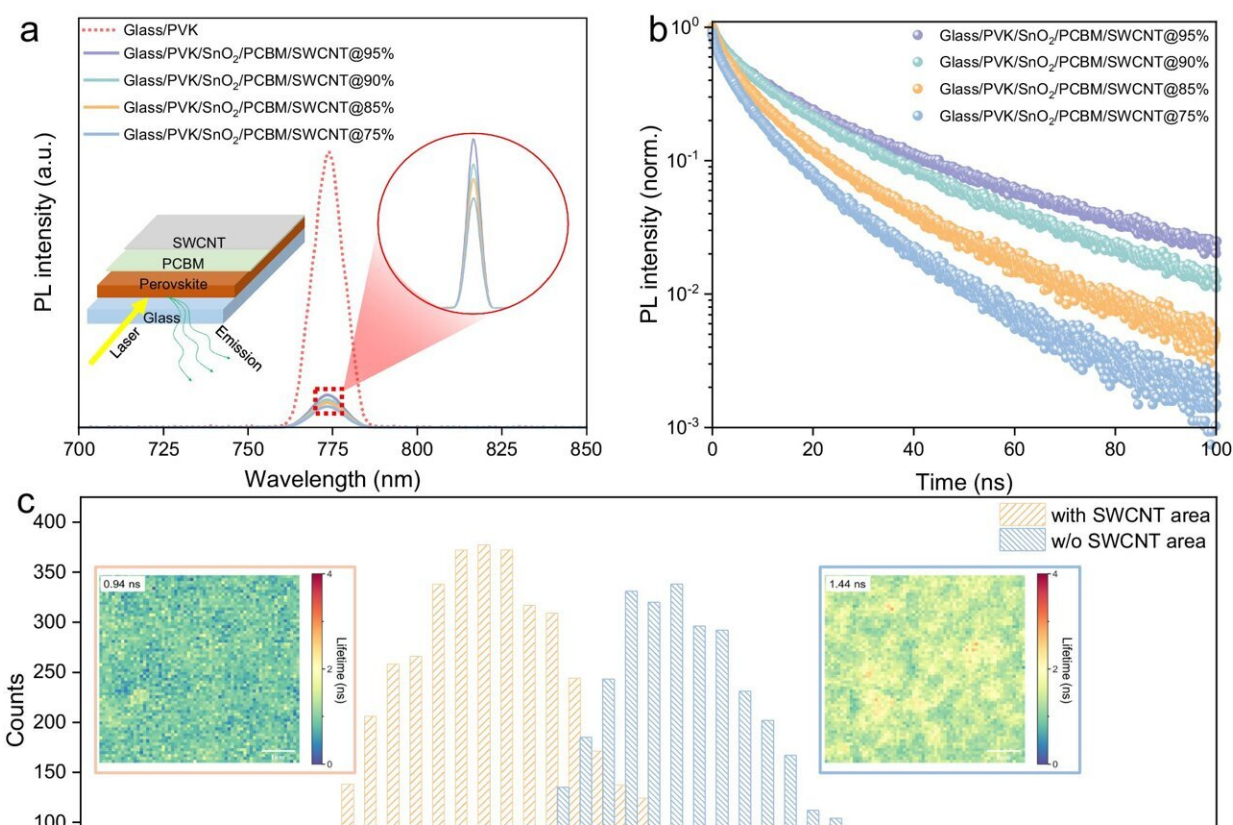 a
Glass/PVK
Glass/PVK/SnO₂/PCBM/SWCNT@95%
Glass/PVK/SnO₂/PCBM/SWCNT@90%
Glass/PVK/SnO₂/PCBM/SWCNT@85%
Glass/PVK/SnO₂/PCBM/SWCNT@75%
PL intensity (a.u.)
SWCNT
PCBM
Perovskite
Glass
Laser
Emission
700 725 750 775 800 825 850
Wavelength (nm)
b
Glass/PVK/SnO₂/PCBM/SWCNT@95%
Glass/PVK/SnO₂/PCBM/SWCNT@90%
Glass/PVK/SnO₂/PCBM/SWCNT@85%
Glass/PVK/SnO₂/PCBM/SWCNT@75%
PL intensity (norm.)
10⁰
10⁻¹
10⁻²
10⁻³
0 20 40 60 80 100
Time (ns)
c
with SWCNT area
w/o SWCNT area
Counts
400
350
300
250
200
150
100
0.94 ns
4
2
0
Lifetime (ns)
1.44 ns
4
2
0
Lifetime (ns)